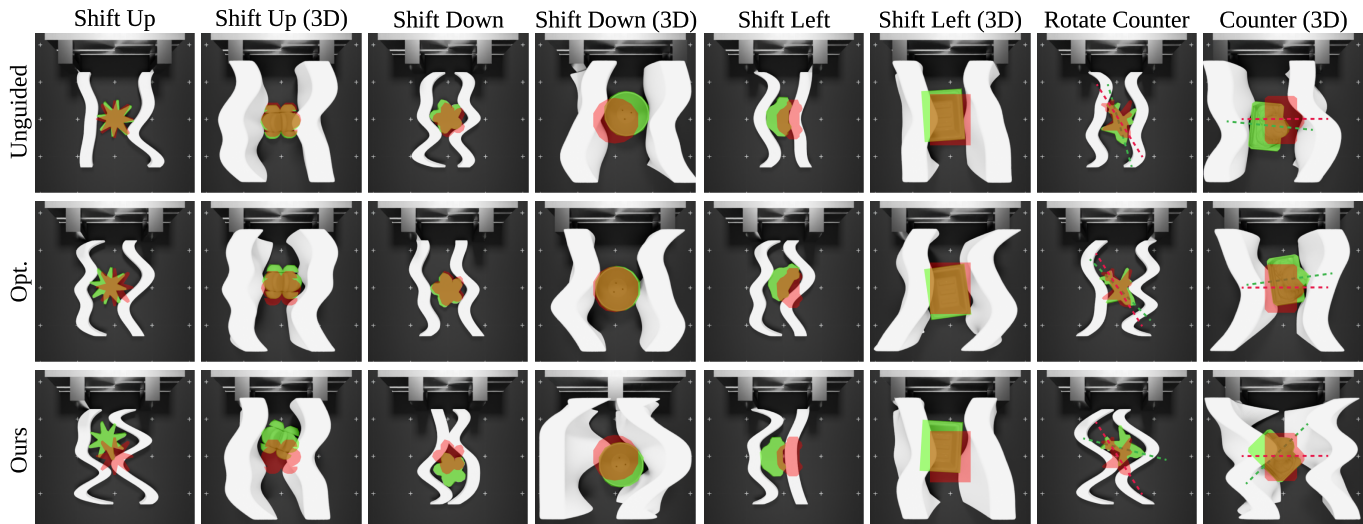 Shift Up Shift Up (3D) Shift Down Shift Down (3D) Shift Left Shift Left (3D) Rotate Counter Counter (3D)
Unguided
Opt.
Ours